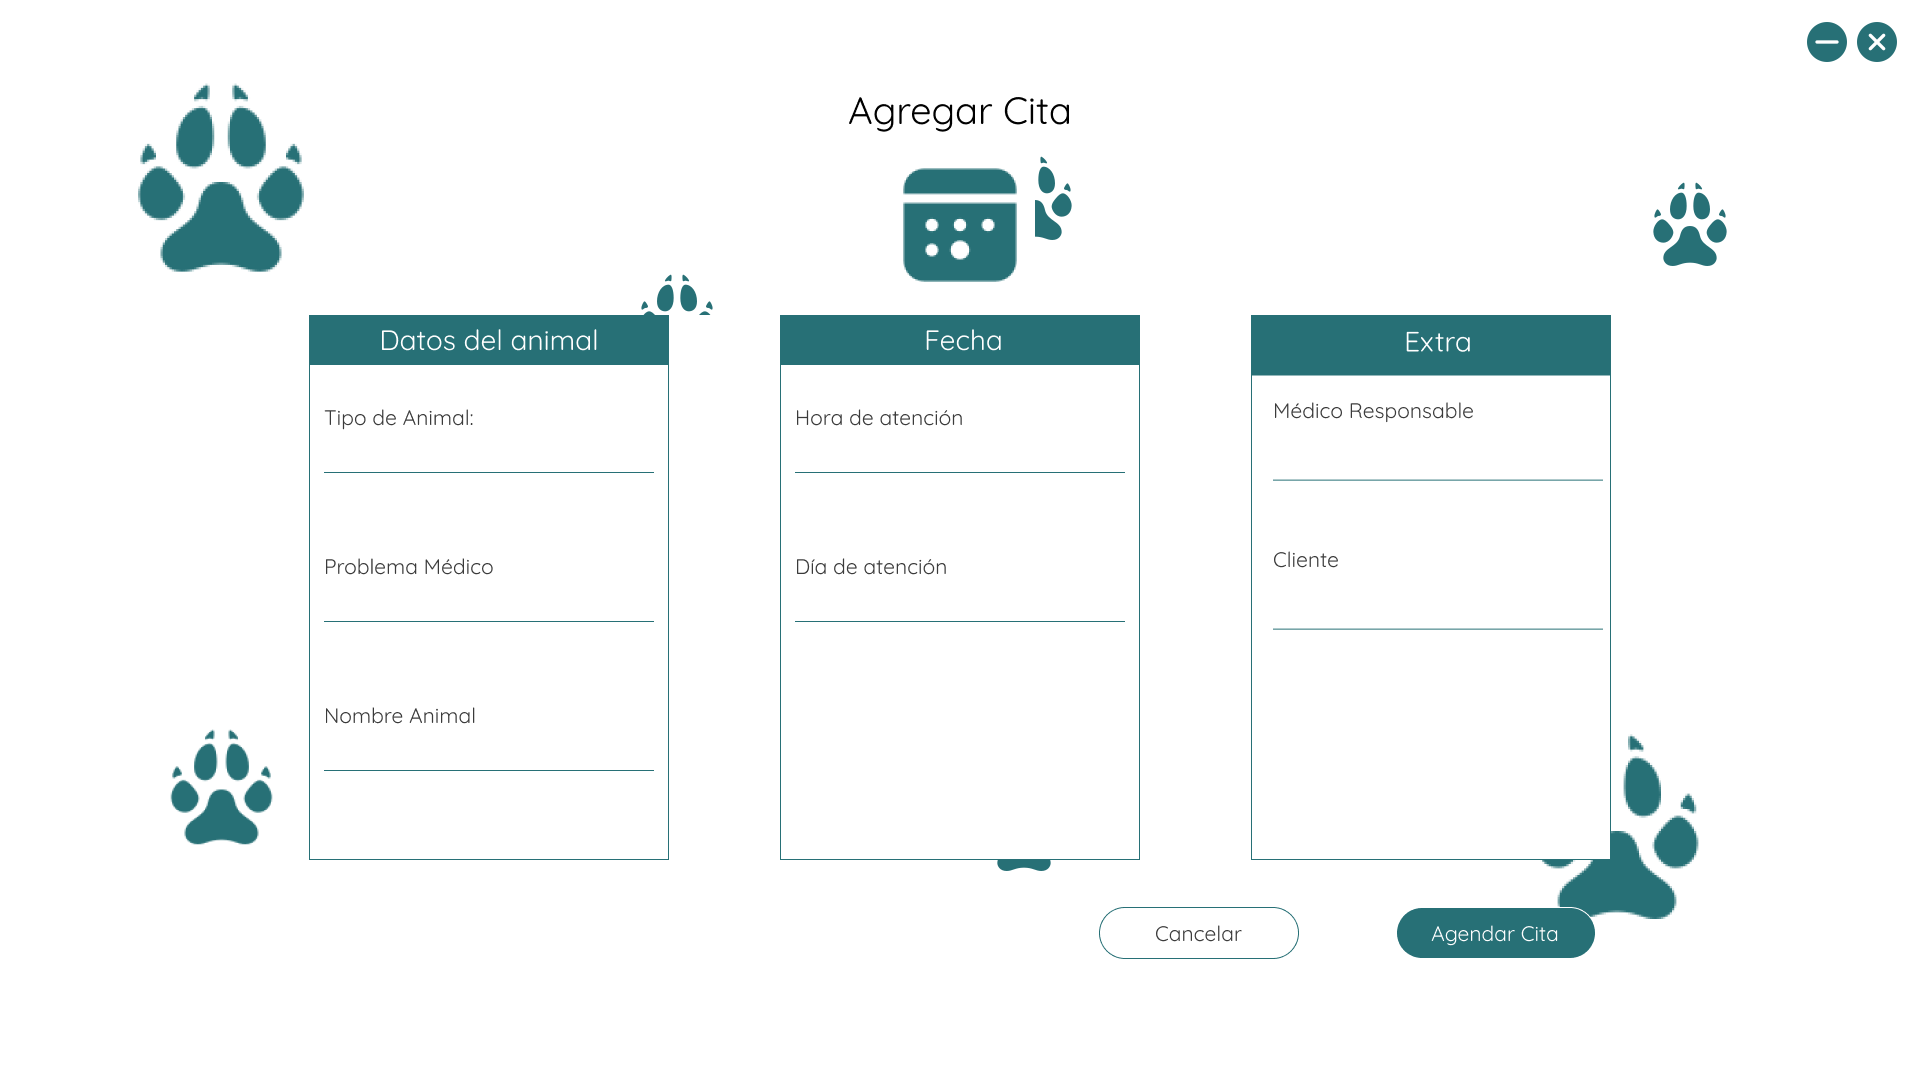 Agregar Cita
Datos del animal
Tipo de Animal:
Problema Médico
Nombre Animal
Fecha
Hora de atención
Día de atención
Extra
Médico Responsable
Cliente
Cancelar
Agendar Cita